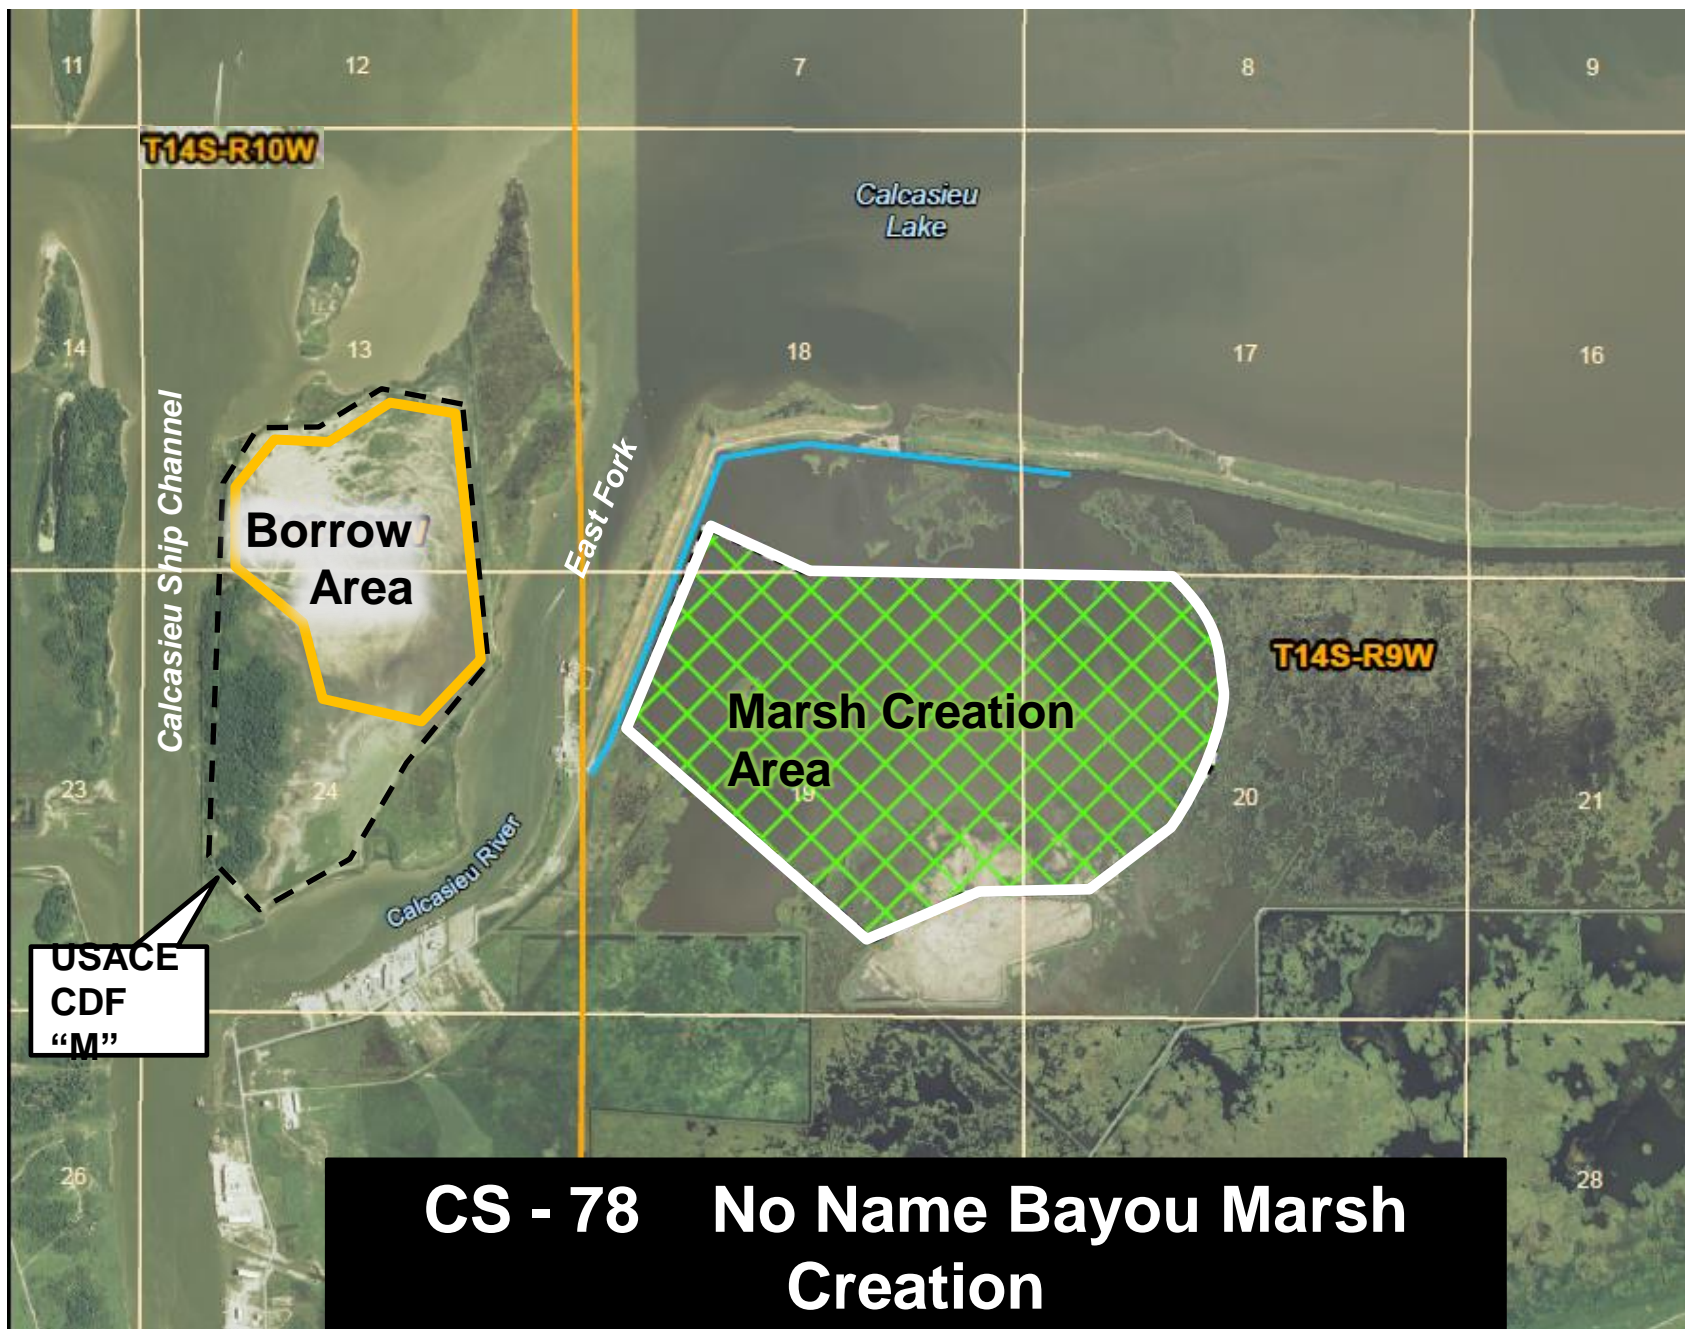 11
12
7
8
9
T14S-R10W
Calcasieu
Lake
14
13
18
17
16
Calcasieu Ship Channel
East Fork
Borrow
Area
T14S-R9W
Marsh Creation
Area
23
24
19
20
21
Calcasieu River
USACE
CDF
“M”
26
28
CS - 78 No Name Bayou Marsh
Creation